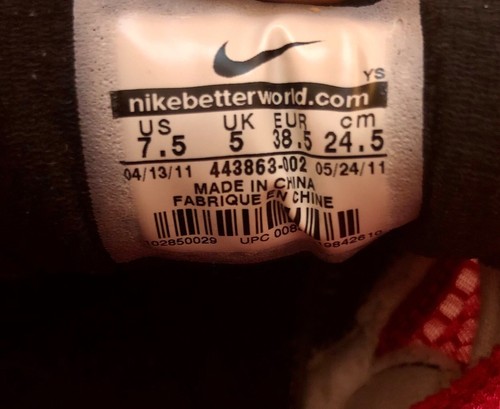 YS
nikebetterworld.com
US UK EUR cm
7.5 5 38.5 24.5
04/13/11 443863-002 05/24/11
MADE IN CHINA
FABRIQUE EN CHINE
UPC